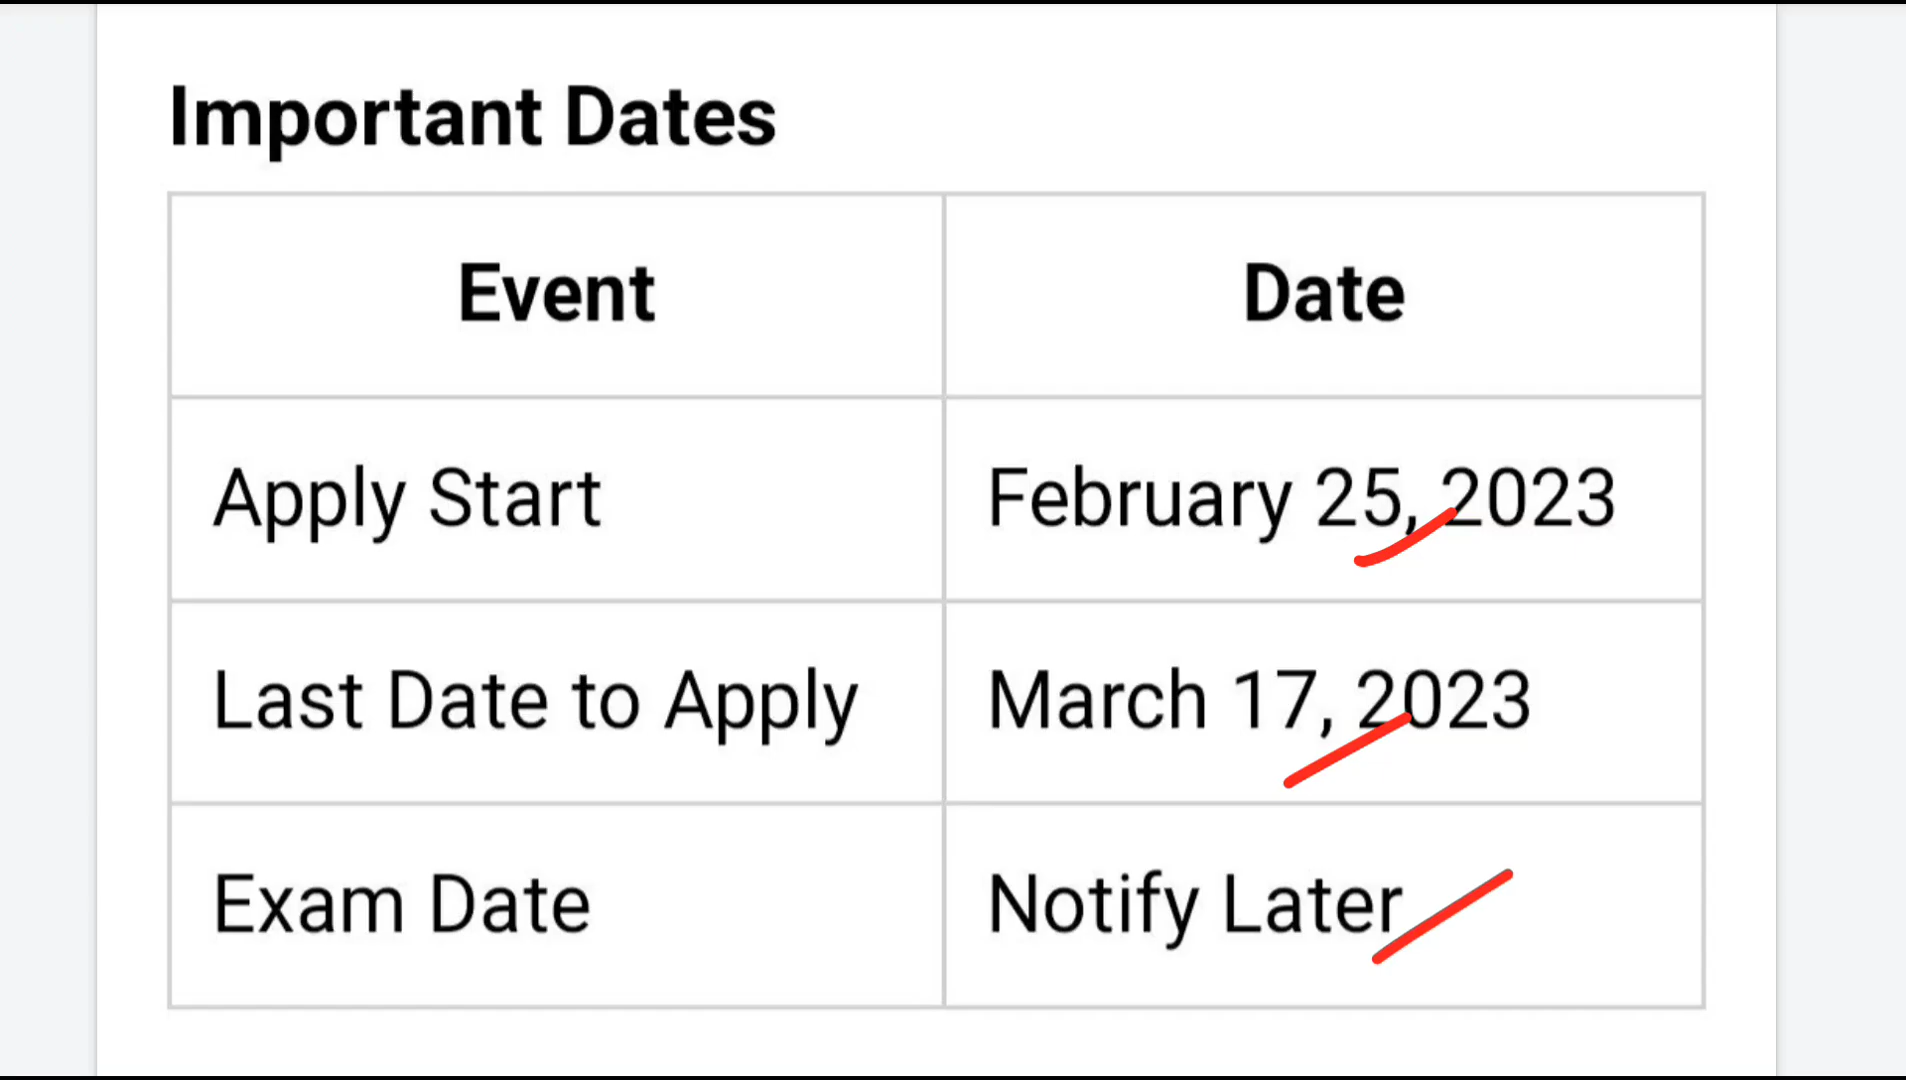 Important Dates
Event Date
Apply Start February 25, 2023
Last Date to Apply March 17, 2023
Exam Date Notify Later